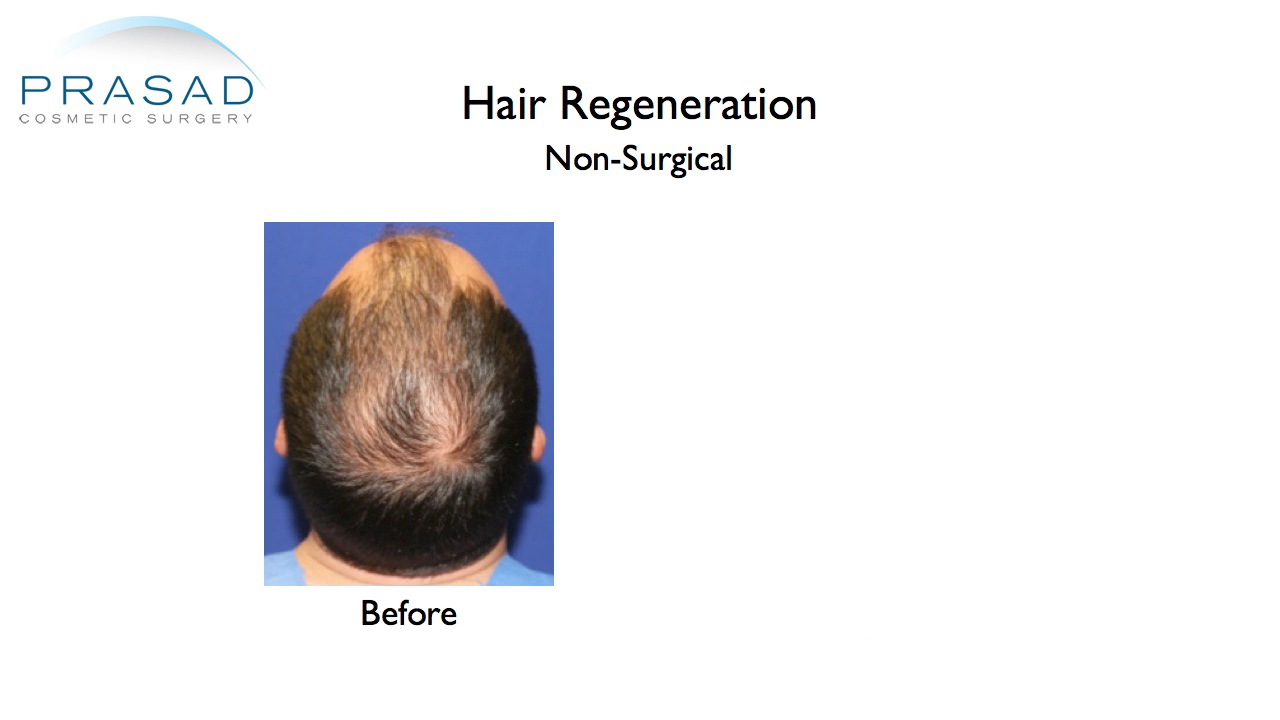 PRASAD
COSMETIC SURGERY
Hair Regeneration
Non-Surgical
Before